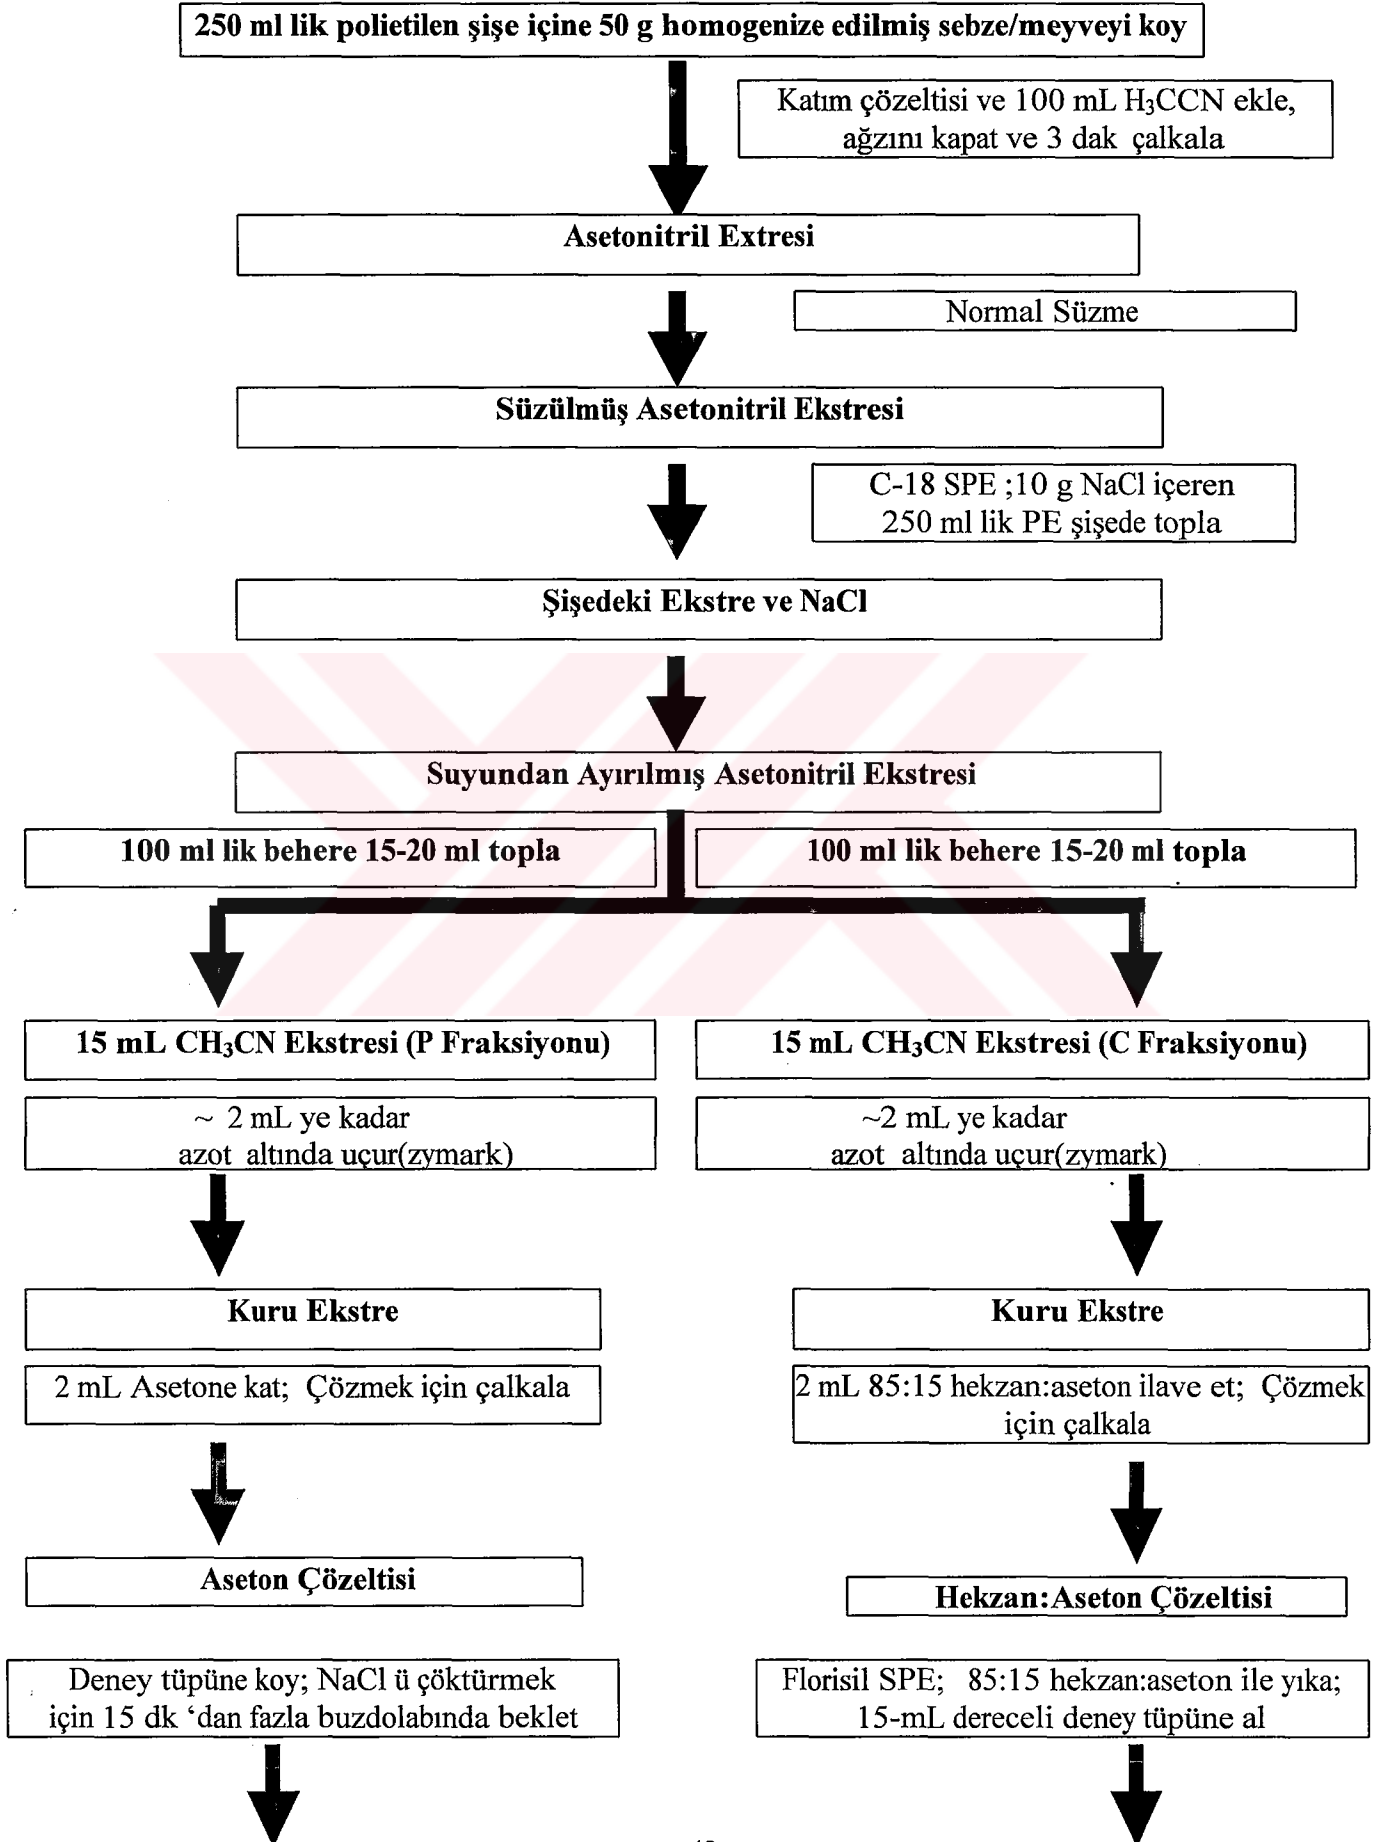 250 ml lik polietilen şişe içine 50 g homogenize edilmiş sebze/meyveyi koy
Katım çözeltisi ve 100 mL H₃CCN ekle,
ağzını kapat ve 3 dak çalkala
Asetonitril Extresi
Normal Süzme
Süzülmüş Asetonitril Ekstresi
C-18 SPE ;10 g NaCl içeren
250 ml lik PE şişede topla
Şişedeki Ekstre ve NaCl
Suyundan Ayırılmış Asetonitril Ekstresi
100 ml lik behere 15-20 ml topla
100 ml lik behere 15-20 ml topla
15 mL CH₃CN Ekstresi (P Fraksiyonu)
15 mL CH₃CN Ekstresi (C Fraksiyonu)
~ 2 mL ye kadar
azot altında uçur(zymark)
~2 mL ye kadar
azot altında uçur(zymark)
Kuru Ekstre
Kuru Ekstre
2 mL Asetone kat; Çözmek için çalkala
2 mL 85:15 hekzan:aseton ilave et; Çözmek
için çalkala
Aseton Çözeltisi
Hekzan:Aseton Çözeltisi
Deney tüpüne koy; NaCl ü çöktürmek
için 15 dk ‘dan fazla buzdolabında beklet
Florisil SPE; 85:15 hekzan:aseton ile yıka;
15-mL dereceli deney tüpüne al